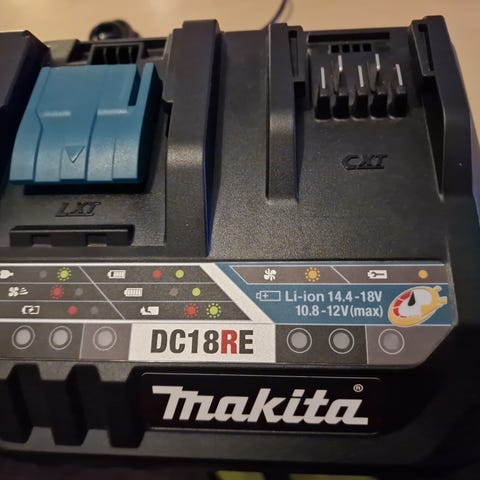 LXT
CXT
Li-ion 14.4-18V
10.8-12V(max)
DC18RE
makita®